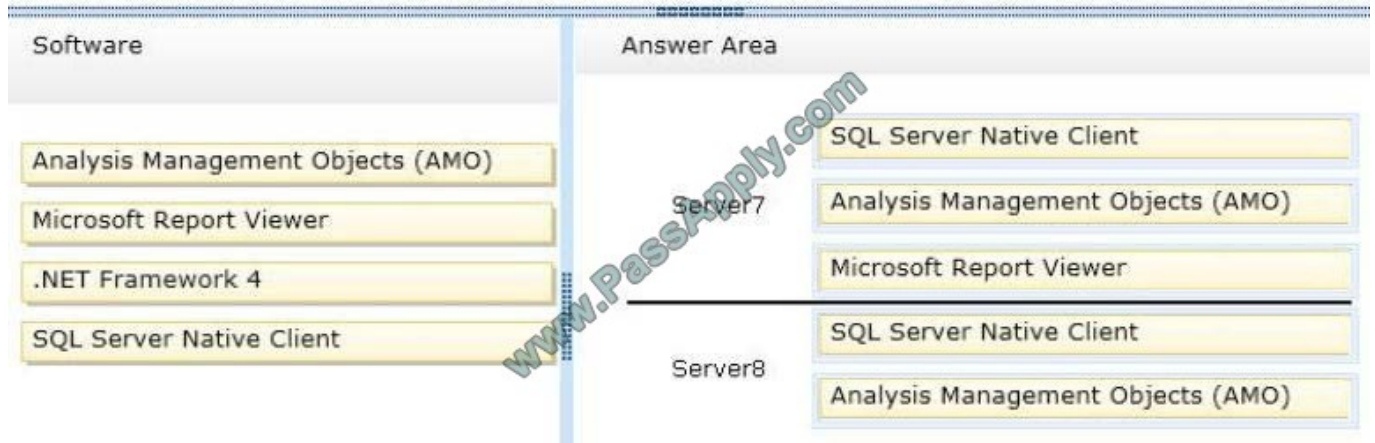 Software
Analysis Management Objects (AMO)
Microsoft Report Viewer
.NET Framework 4
SQL Server Native Client
Answer Area
Server7
SQL Server Native Client
Analysis Management Objects (AMO)
Microsoft Report Viewer
Server8
SQL Server Native Client
Analysis Management Objects (AMO)
www.PassApply.com